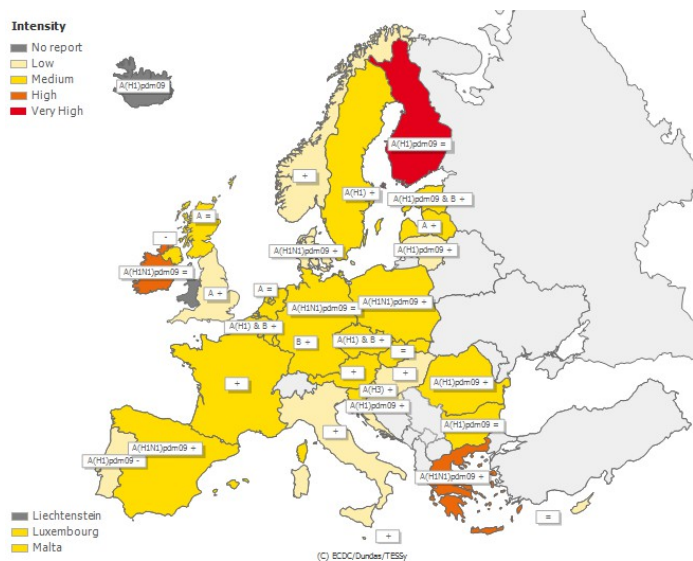 Intensity
No report
Low
Medium
High
Very High
A(H1)pdm09
A(H1)pdm09 =
+
A(H1) +
A(H1)pdm09 & B +
A =
A +
-
A(H1N1)pdm09 +
A(H1)pdm09 +
A(H1N1)pdm09 =
A =
A +
A(H1N1)pdm09 =
A(H1N1)pdm09 +
A(H1) & B +
B +
A(H1) & B +
=
+
+
+
A(H1)pdm09 +
A(H3) +
A(H1)pdm09 +
A(H1)pdm09 =
+
A(H1N1)pdm09 +
A(H1)pdm09 -
A(H1N1)pdm09 +
=
+
Liechtenstein
Luxembourg
Malta
(C) ECDC/Dundas/TESSy